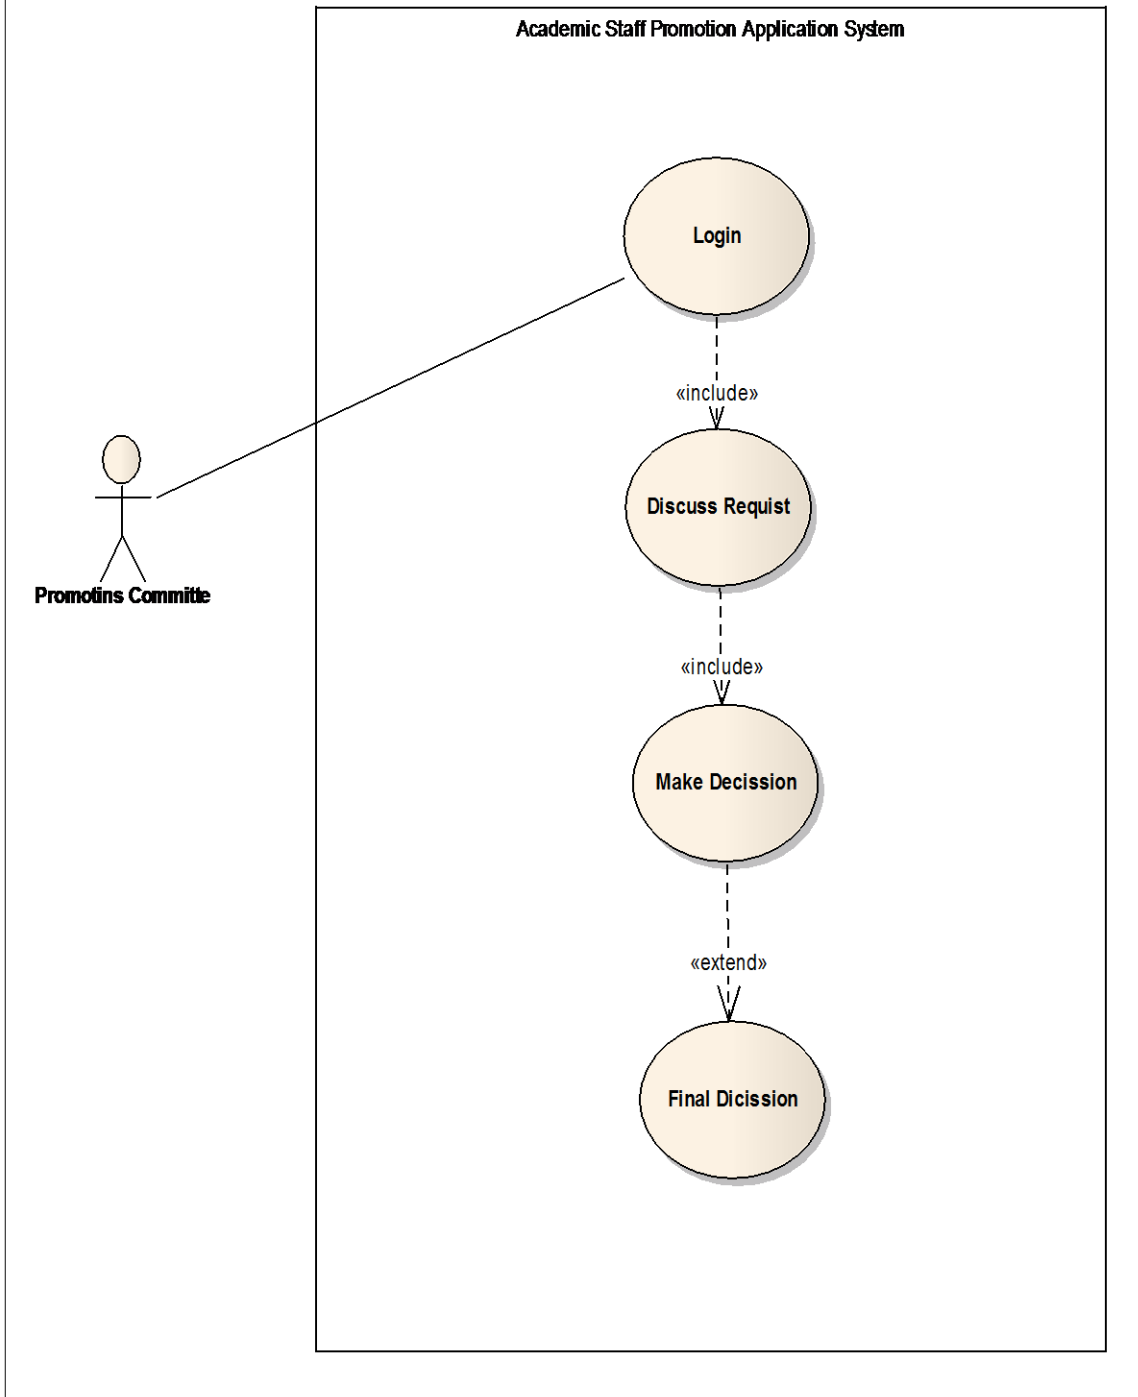 Academic Staff Promotion Application System
Login
«include»
Discuss Requist
Promotins Committe
«include»
Make Decission
«extend»
Final Dicission